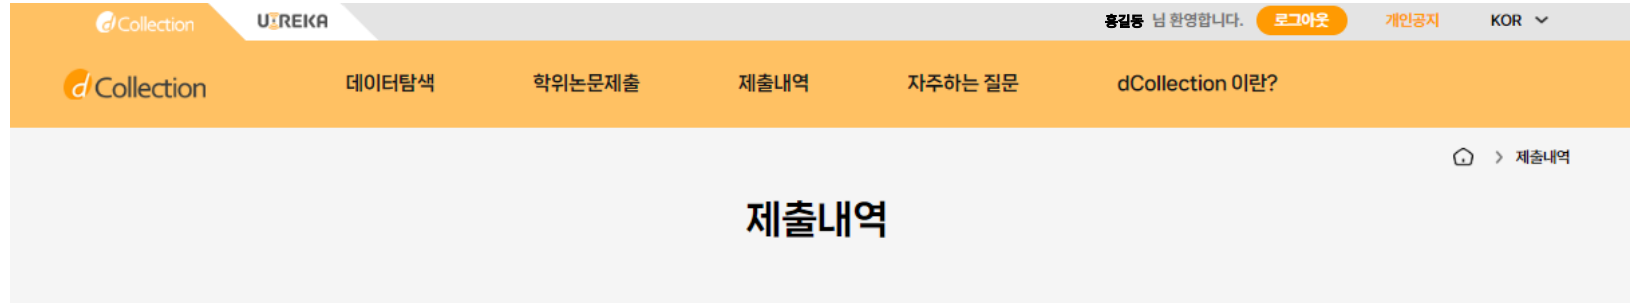 dCollection U:REKA 홍길동 님 환영합니다. 로그아웃 개인공지 KOR
dCollection 데이터탐색 학위논문제출 제출내역 자주하는 질문 dCollection 이란?
제출내역
제출내역